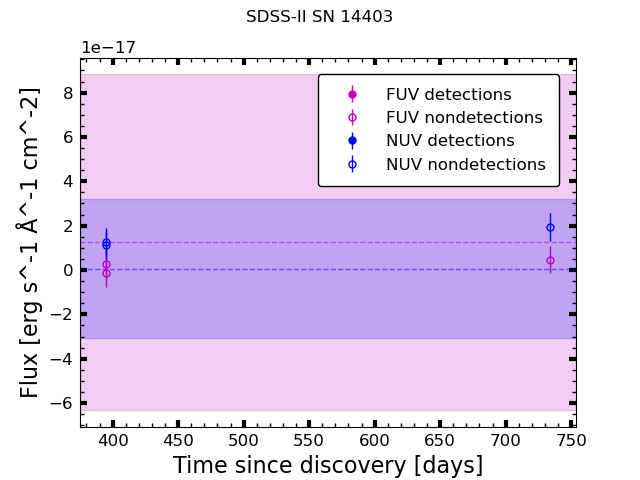 SDSS-II SN 14403
1e−17
8
6
4
2
0
−2
−4
−6
Flux [erg s^-1 Å^-1 cm^-2]
FUV detections
FUV nondetections
NUV detections
NUV nondetections
400 450 500 550 600 650 700 750
Time since discovery [days]